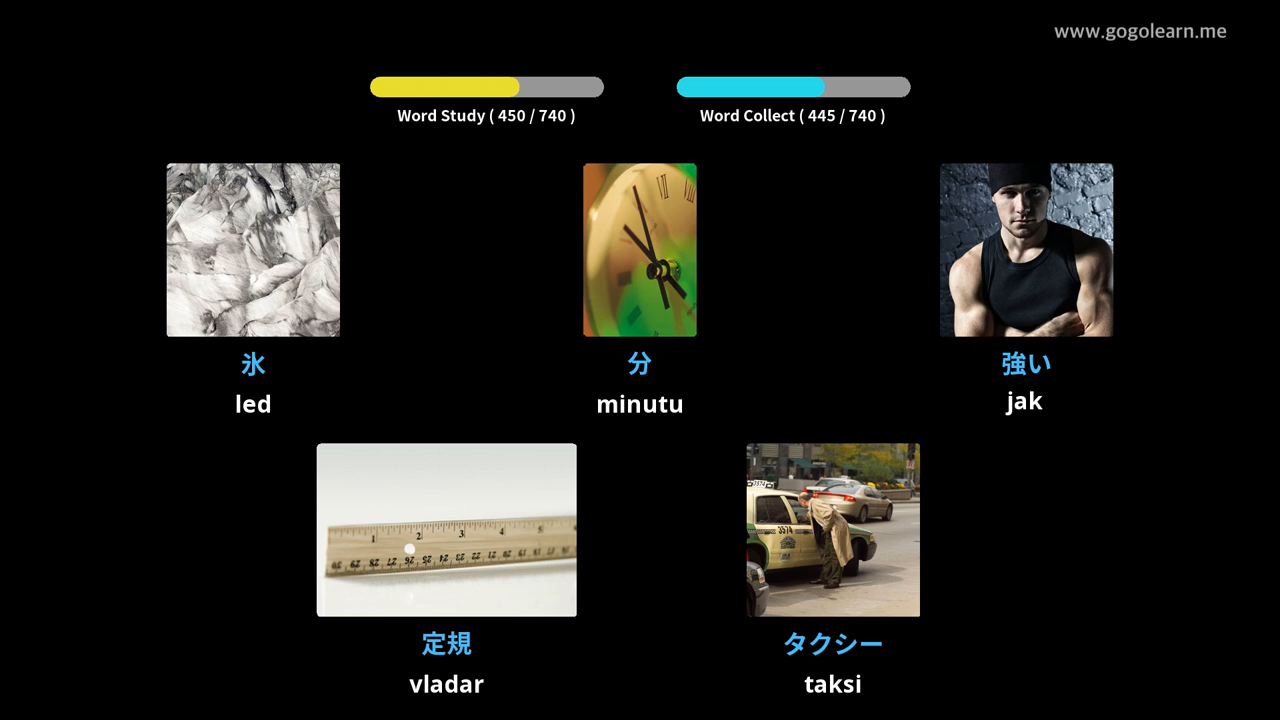 www.gogolearn.me
Word Study ( 450 / 740 )
Word Collect ( 445 / 740 )
氷
led
分
minutu
強い
jak
定規
vladar
タクシー
taksi
3574